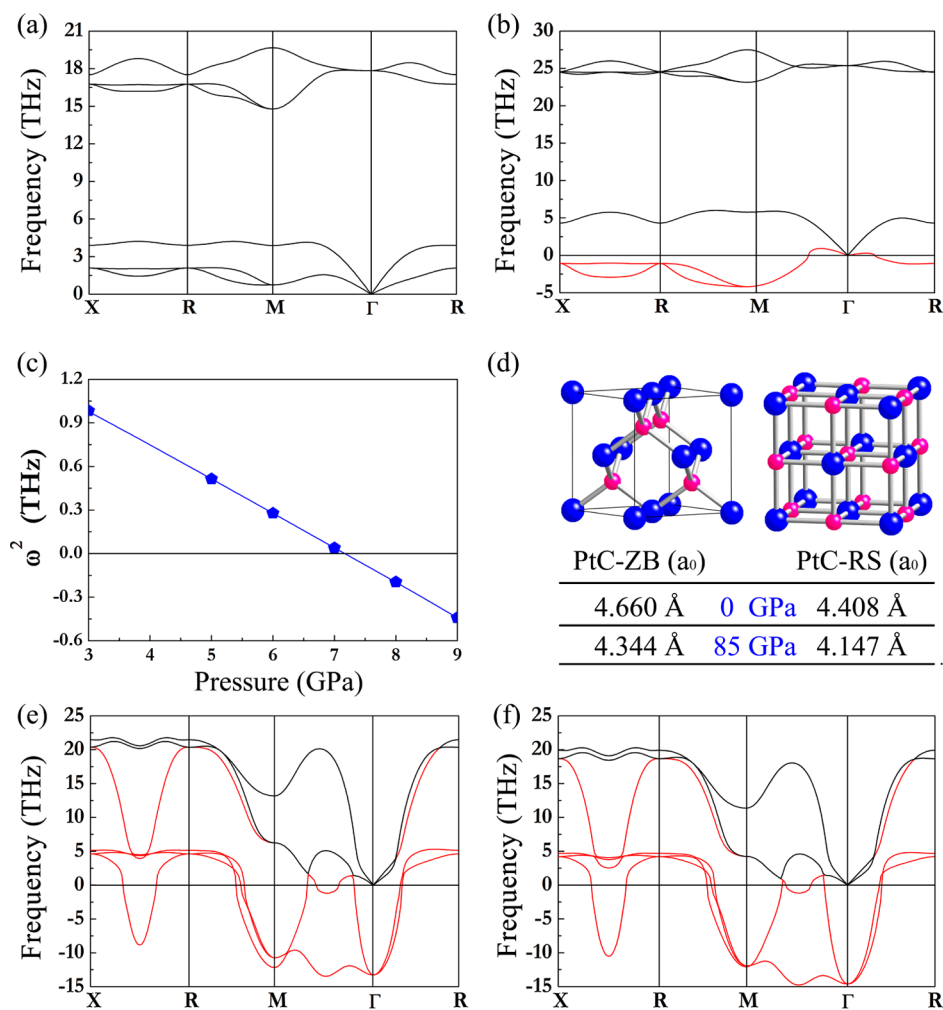 (a)
21
18
15
12
9
6
3
0
Frequency (THz)
X R M Γ R
(b)
30
25
20
15
10
5
0
-5
Frequency (THz)
X R M Γ R
(c)
1.2
0.9
0.6
0.3
0.0
-0.3
-0.6
ω² (THz)
3 4 5 6 7 8 9
Pressure (GPa)
(d)
PtC-ZB (a₀) PtC-RS (a₀)
4.660 Å 0 GPa 4.408 Å
4.344 Å 85 GPa 4.147 Å
(e)
25
20
15
10
5
0
-5
-10
-15
Frequency (THz)
X R M Γ R
(f)
25
20
15
10
5
0
-5
-10
-15
Frequency (THz)
X R M Γ R